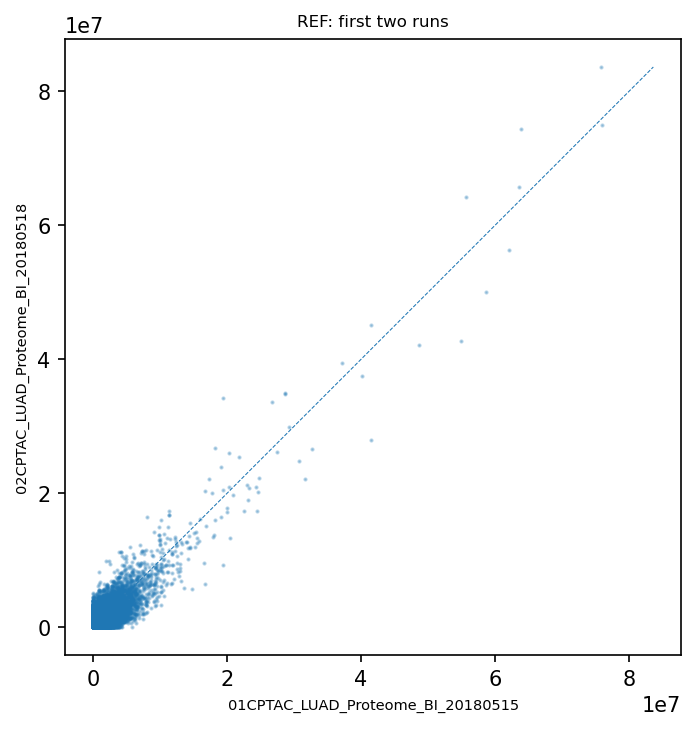 REF: first two runs
1e7
8
6
4
2
0
02CPTAC_LUAD_Proteome_BI_20180518
0 2 4 6 8
1e7
01CPTAC_LUAD_Proteome_BI_20180515